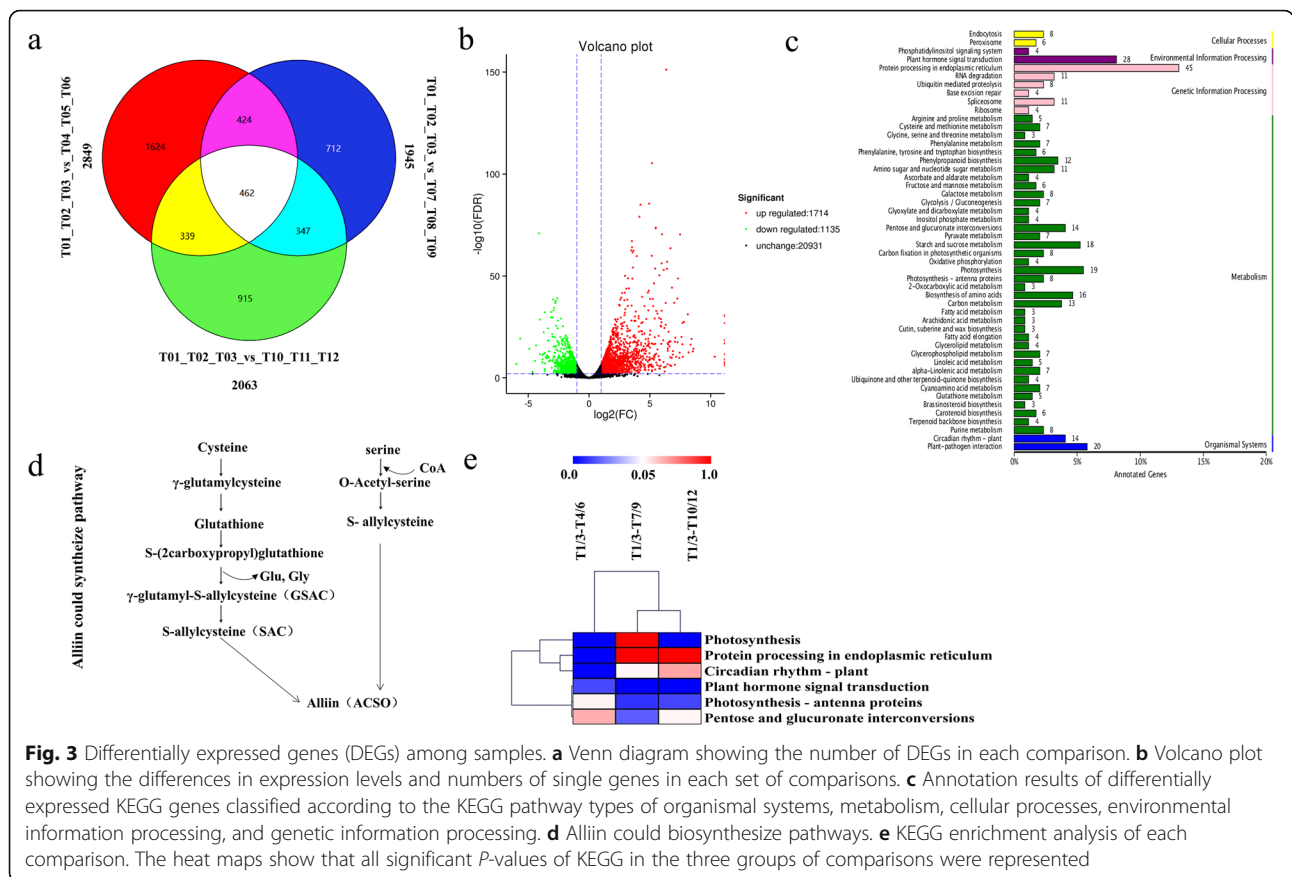 a
T01_T02_T03_vs_T04_T05_T06
2849
1624
424
712
462
339
347
915
T01_T02_T03_vs_T07_T08_T09
1945
T01_T02_T03_vs_T10_T11_T12
2063
b
Volcano plot
-log10(FDR)
150
100
50
0
-5
0
5
10
log2(FC)
Significant
up regulated:1714
down regulated:1135
unchange:20931
c
Endocytosis 8
Peroxisome 6
Phosphatidylinositol signaling system 4
Plant hormone signal transduction 28
Protein processing in endoplasmic reticulum 45
RNA degradation 11
Ubiquitin mediated proteolysis 8
Base excision repair 4
Spliceosome 11
Ribosome 4
Arginine and proline metabolism 5
Cysteine and methionine metabolism 7
Glycine, serine and threonine metabolism 3
Phenylalanine metabolism 7
Phenylalanine, tyrosine and tryptophan biosynthesis 6
Phenylpropanoid biosynthesis 12
Amino sugar and nucleotide sugar metabolism 11
Ascorbate and aldarate metabolism 4
Fructose and mannose metabolism 6
Galactose metabolism 8
Glycolysis / Gluconeogenesis 7
Glyoxylate and dicarboxylate metabolism 4
Inositol phosphate metabolism 4
Pentose and glucuronate interconversions 14
Pyruvate metabolism 7
Starch and sucrose metabolism 18
Carbon fixation in photosynthetic organisms 8
Oxidative phosphorylation 4
Photosynthesis 19
Photosynthesis - antenna proteins 8
2-Oxocarboxylic acid metabolism 3
Biosynthesis of amino acids 16
Carbon metabolism 13
Fatty acid metabolism 3
Arachidonic acid metabolism 3
Cutin, suberine and wax biosynthesis 3
Fatty acid elongation 4
Glycerolipid metabolism 4
Glycerophospholipid metabolism 7
Linoleic acid metabolism 5
alpha-Linolenic acid metabolism 7
Ubiquinone and other terpenoid-quinone biosynthesis 4
Cyanoamino acid metabolism 7
Glutathione metabolism 5
Brassinosteroid biosynthesis 3
Carotenoid biosynthesis 6
Terpenoid backbone biosynthesis 4
Purine metabolism 8
Circadian rhythm - plant 14
Plant-pathogen interaction 20
Cellular Processes
Environmental Information Processing
Genetic Information Processing
Metabolism
Organismal Systems
0%
5%
10%
15%
20%
Annotated Genes
d
Alliin could syntheize pathway
Cysteine
γ-glutamylcysteine
Glutathione
S-(2carboxypropyl)glutathione
Glu, Gly
γ-glutamyl-S-allylcysteine（GSAC）
S-allylcysteine（SAC）
serine
CoA
O-Acetyl-serine
S- allylcysteine
Alliin（ACSO）
e
0.0
0.05
1.0
T1/3-T4/6
T1/3-T7/9
T1/3-T10/12
Photosynthesis
Protein processing in endoplasmic reticulum
Circadian rhythm - plant
Plant hormone signal transduction
Photosynthesis - antenna proteins
Pentose and glucuronate interconversions
Fig. 3 Differentially expressed genes (DEGs) among samples. a Venn diagram showing the number of DEGs in each comparison. b Volcano plot
showing the differences in expression levels and numbers of single genes in each set of comparisons. c Annotation results of differentially
expressed KEGG genes classified according to the KEGG pathway types of organismal systems, metabolism, cellular processes, environmental
information processing, and genetic information processing. d Alliin could biosynthesize pathways. e KEGG enrichment analysis of each
comparison. The heat maps show that all significant P-values of KEGG in the three groups of comparisons were represented